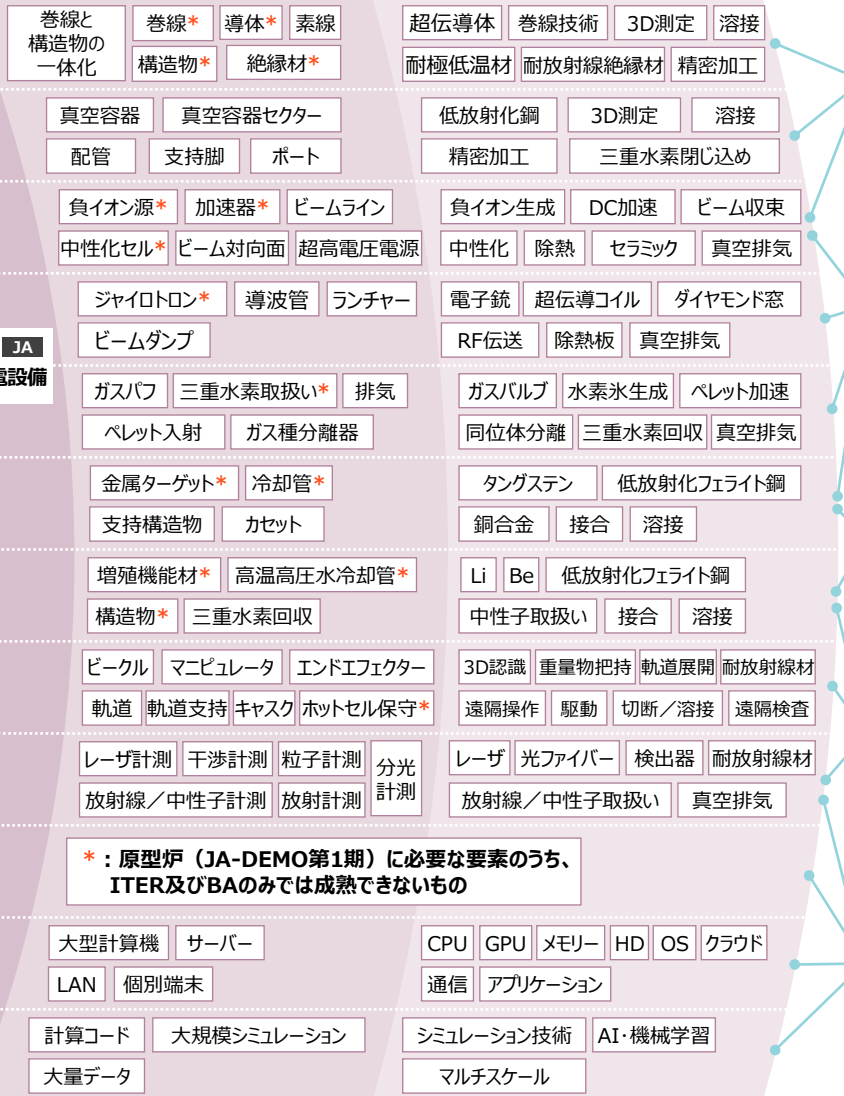 巻線と
構造物の
一体化
巻線* 導体* 素線
構造物* 絶縁材*
超伝導体 巻線技術 3D測定 溶接
耐極低温材 耐放射線絶縁材 精密加工
真空容器 真空容器セクター
配管 支持脚 ポート
低放射化鋼 3D測定 溶接
精密加工 三重水素閉じ込め
負イオン源* 加速器* ビームライン
中性化セル* ビーム対向面 超高電圧電源
負イオン生成 DC加速 ビーム収束
中性化 除熱 セラミック 真空排気
ジャイロトロン* 導波管 ランチャー
ビームダンプ
電子銃 超伝導コイル ダイヤモンド窓
RF伝送 除熱板 真空排気
JA
設備
ガスパフ 三重水素取扱い* 排気
ペレット入射 ガス種分離器
ガスバルブ 水素氷生成 ペレット加速
同位体分離 三重水素回収 真空排気
金属ターゲット* 冷却管*
支持構造物 カセット
タングステン 低放射化フェライト鋼
銅合金 接合 溶接
増殖機能材* 高温高圧水冷却管*
構造物* 三重水素回収
Li Be 低放射化フェライト鋼
中性子取扱い 接合 溶接
ビークル マニピュレータ エンドエフェクター
軌道 軌道支持 キャスク ホットセル保守*
3D認識 重量物把持 軌道展開 耐放射線材
遠隔操作 駆動 切断／溶接 遠隔検査
レーザ計測 干渉計測 粒子計測
放射線／中性子計測 放射計測
分光
計測
レーザ 光ファイバー 検出器 耐放射線材
放射線／中性子取扱い 真空排気
*：原型炉（JA-DEMO第1期）に必要な要素のうち、
ITER及びBAのみでは成熟できないもの
大型計算機 サーバー
LAN 個別端末
CPU GPU メモリー HD OS クラウド
通信 アプリケーション
計算コード 大規模シミュレーション
大量データ
シミュレーション技術 AI・機械学習
マルチスケール